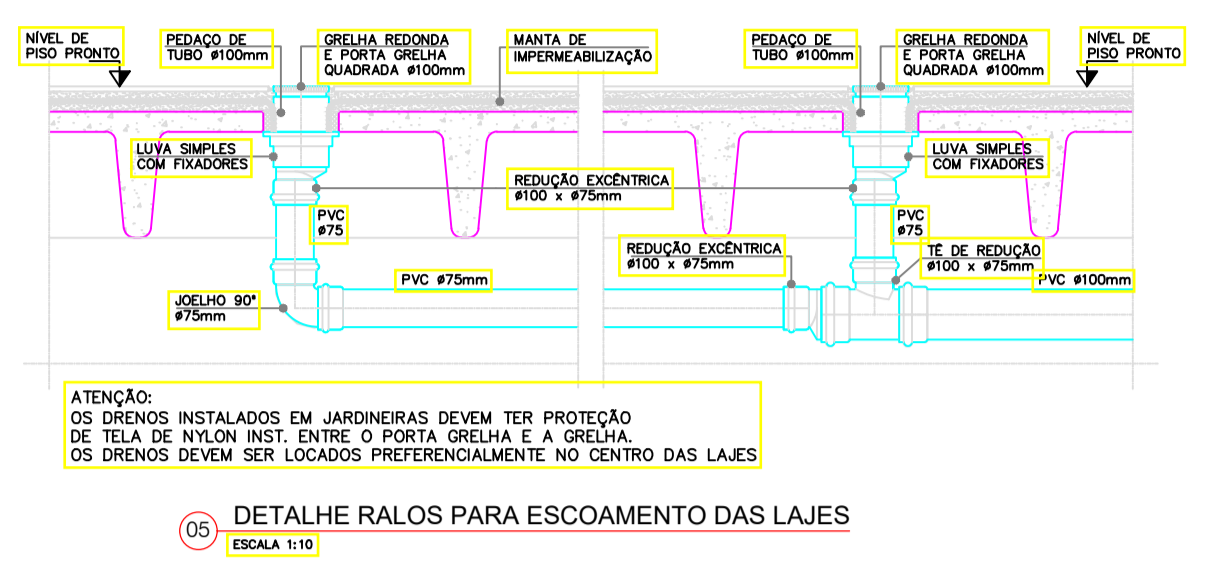 NÍVEL DE
PISO PRONTO
PEDAÇO DE
TUBO ø100mm
GRELHA REDONDA
E PORTA GRELHA
QUADRADA ø100mm
MANTA DE
IMPERMEABILIZAÇÃO
PEDAÇO DE
TUBO ø100mm
GRELHA REDONDA
E PORTA GRELHA
QUADRADA ø100mm
NÍVEL DE
PISO PRONTO
LUVA SIMPLES
COM FIXADORES
LUVA SIMPLES
COM FIXADORES
REDUÇÃO EXCÊNTRICA
ø100 x ø75mm
PVC
ø75
PVC
ø75
REDUÇÃO EXCÊNTRICA
ø100 x ø75mm
TÊ DE REDUÇÃO
ø100 x ø75mm
PVC ø75mm
PVC ø100mm
JOELHO 90°
ø75mm
ATENÇÃO:
OS DRENOS INSTALADOS EM JARDINEIRAS DEVEM TER PROTEÇÃO
DE TELA DE NYLON INST. ENTRE O PORTA GRELHA E A GRELHA.
OS DRENOS DEVEM SER LOCADOS PREFERENCIALMENTE NO CENTRO DAS LAJES
05 DETALHE RALOS PARA ESCOAMENTO DAS LAJES
ESCALA 1:10